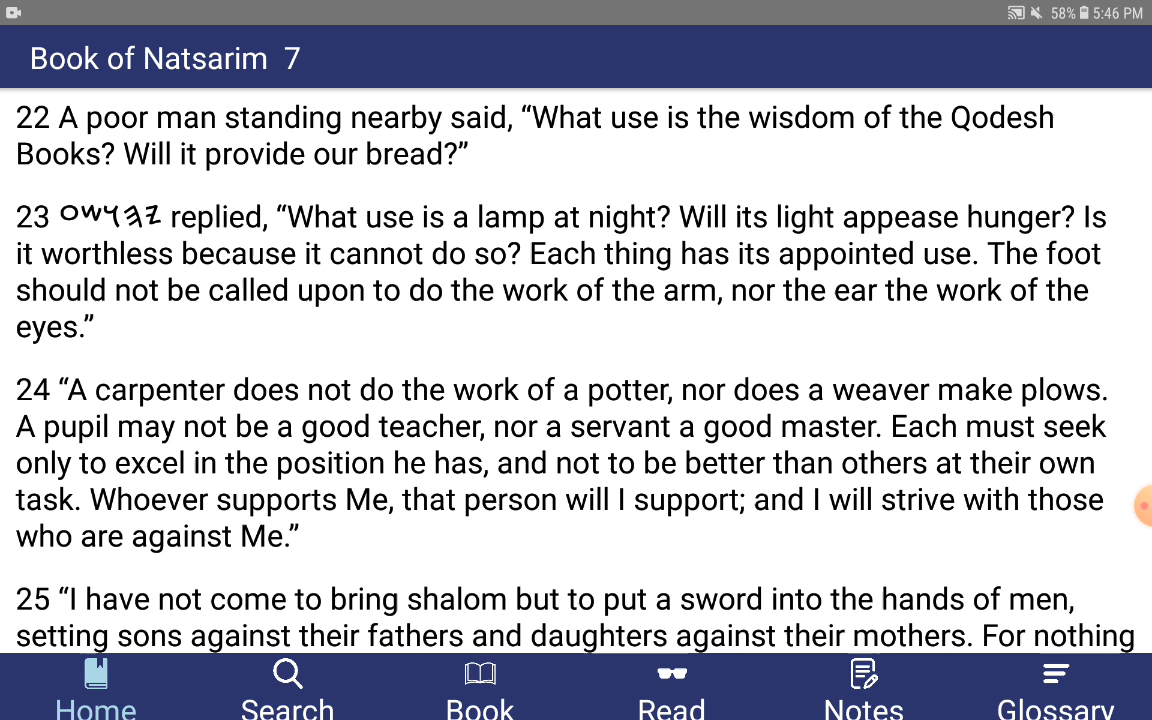 58% 5:46 PM
Book of Natsarim 7
22 A poor man standing nearby said, “What use is the wisdom of the Qodesh
Books? Will it provide our bread?”
23 𐤉𐤄𐤅𐤔𐤏 replied, “What use is a lamp at night? Will its light appease hunger? Is
it worthless because it cannot do so? Each thing has its appointed use. The foot
should not be called upon to do the work of the arm, nor the ear the work of the
eyes.”
24 “A carpenter does not do the work of a potter, nor does a weaver make plows.
A pupil may not be a good teacher, nor a servant a good master. Each must seek
only to excel in the position he has, and not to be better than others at their own
task. Whoever supports Me, that person will I support; and I will strive with those
who are against Me.”
25 “I have not come to bring shalom but to put a sword into the hands of men,
setting sons against their fathers and daughters against their mothers. For nothing
Home Search Book Read Notes Glossary